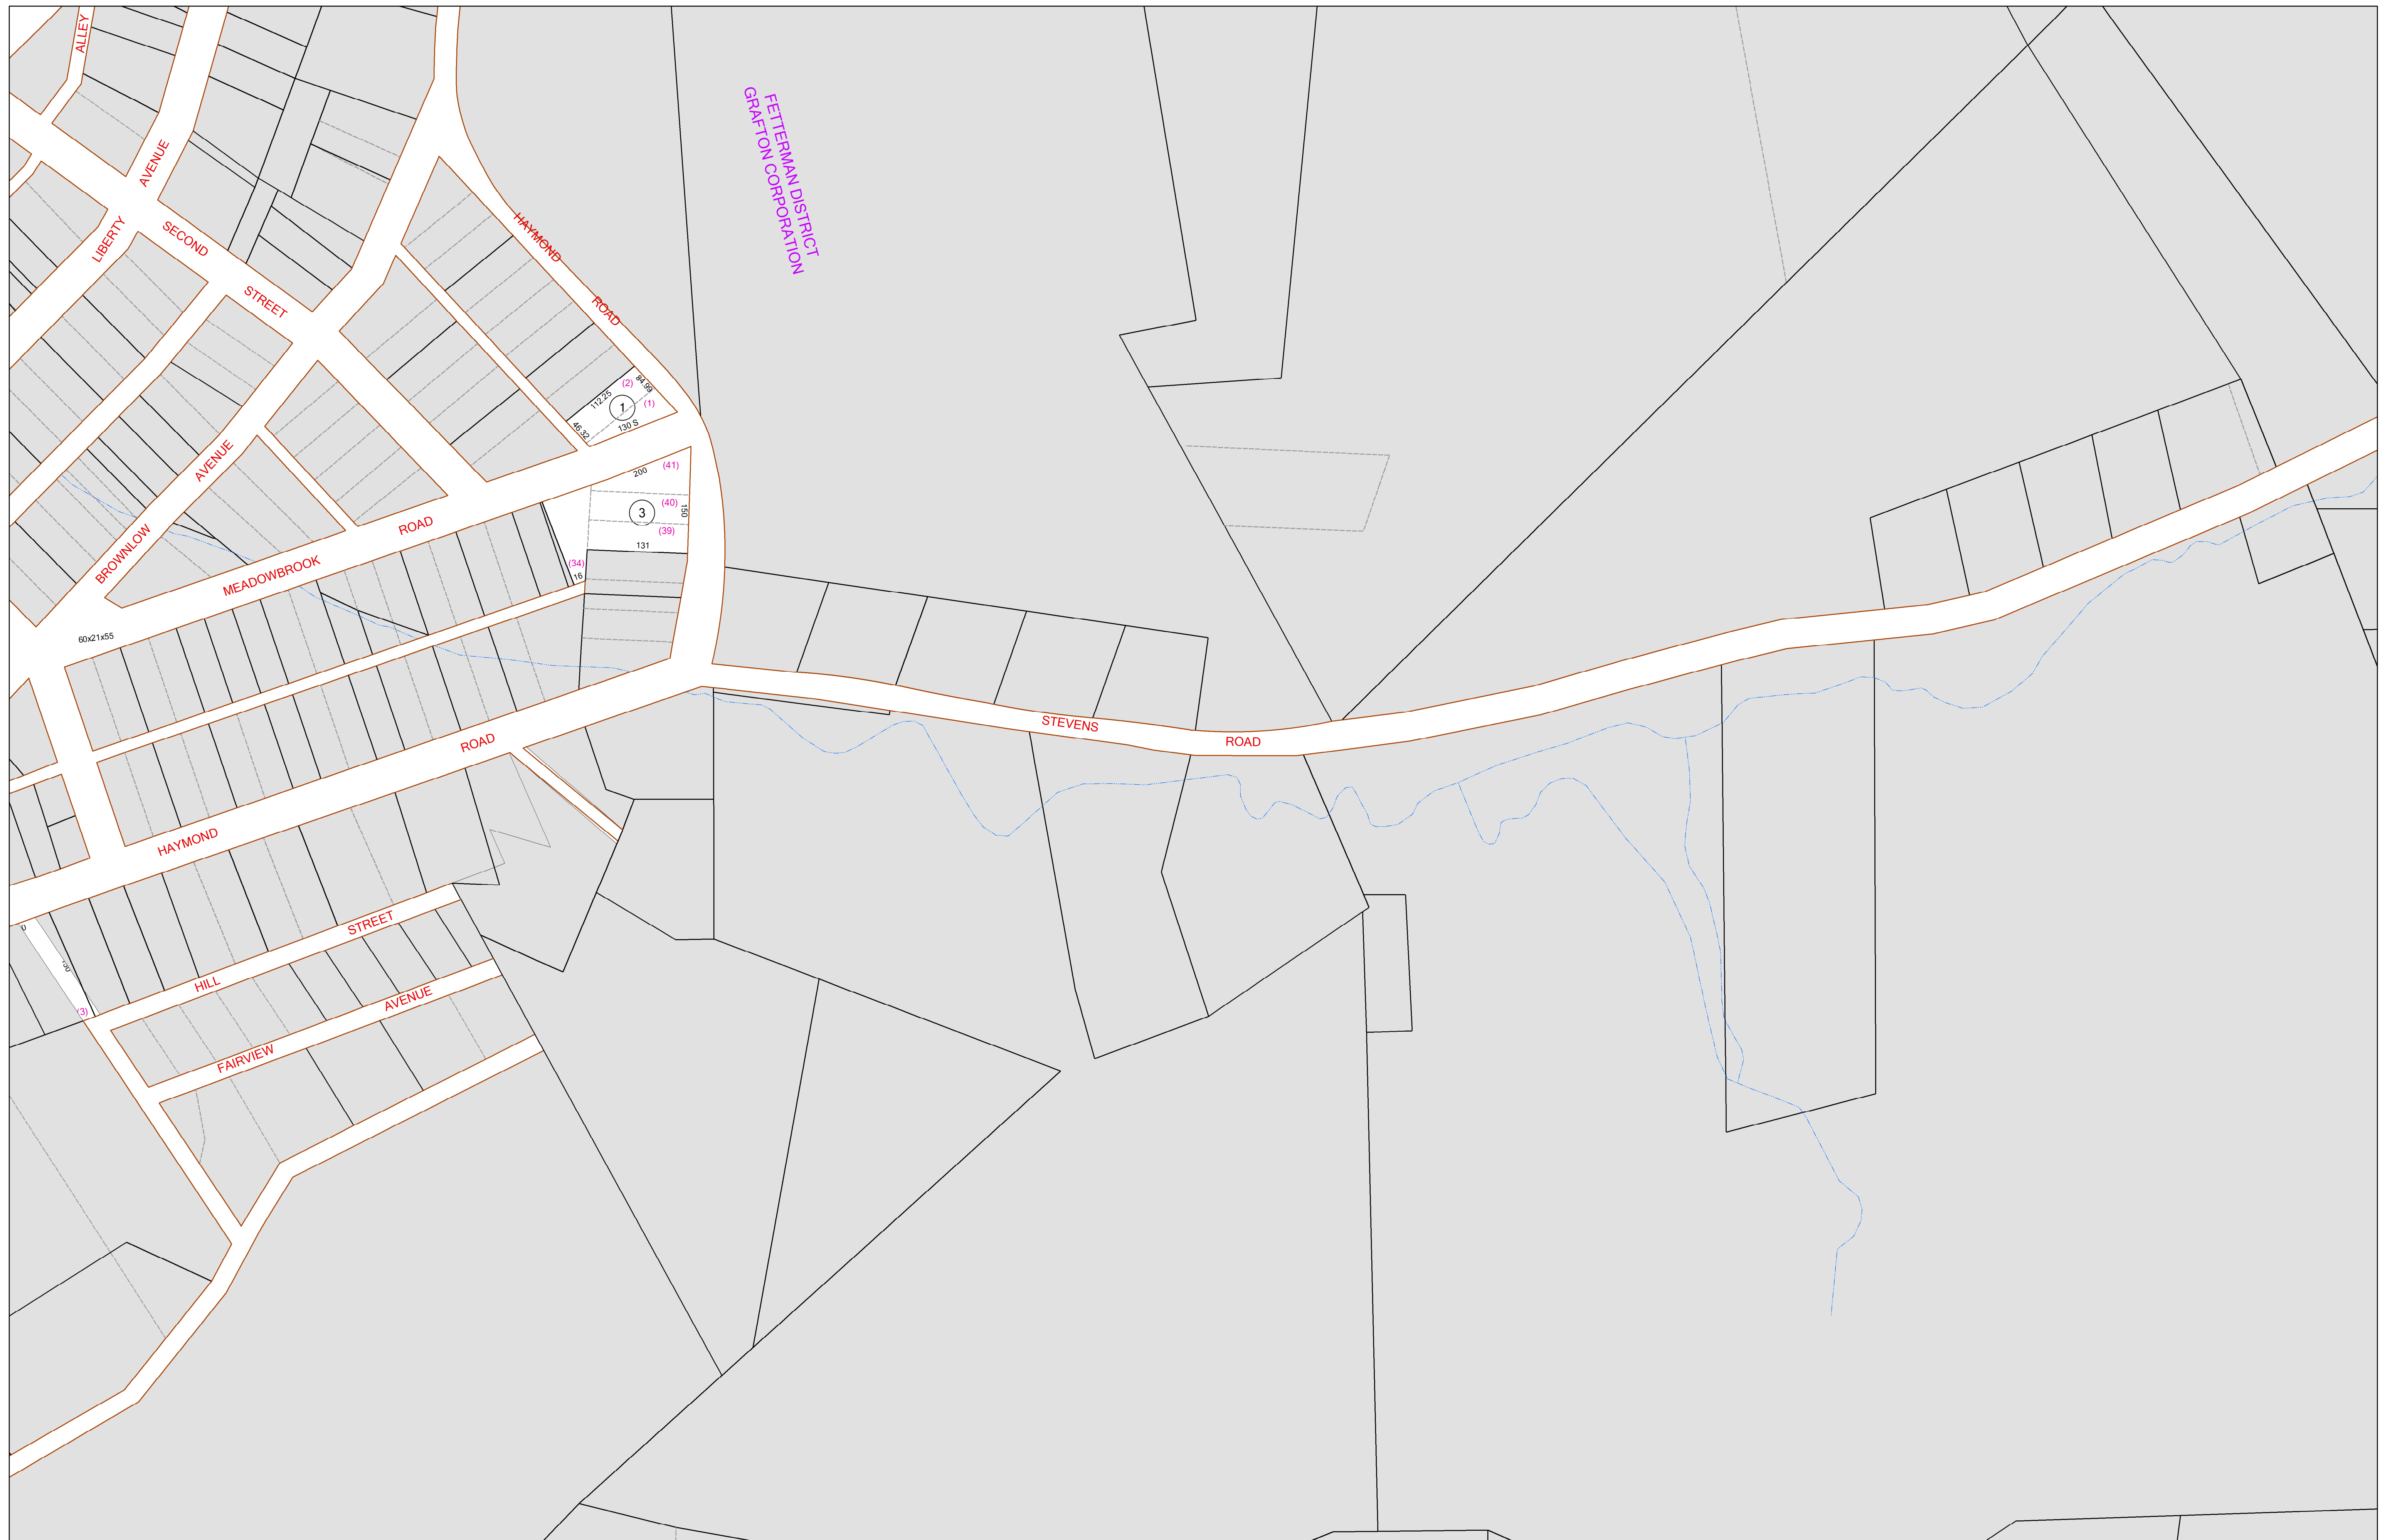 ALLEY
AVENUE
LIBERTY
SECOND
STREET
HAYMOND
ROAD
FETTERMAN DISTRICT
GRAFTON CORPORATION
(2)
84.99
112.25
1
(1)
46.32
130 S
200
(41)
(40)
150
3
(39)
131
(34)
16
BROWNLOW
AVENUE
MEADOWBROOK
ROAD
60x21x55
STEVENS
ROAD
HAYMOND
ROAD
HILL
STREET
FAIRVIEW
AVENUE
0
(3)